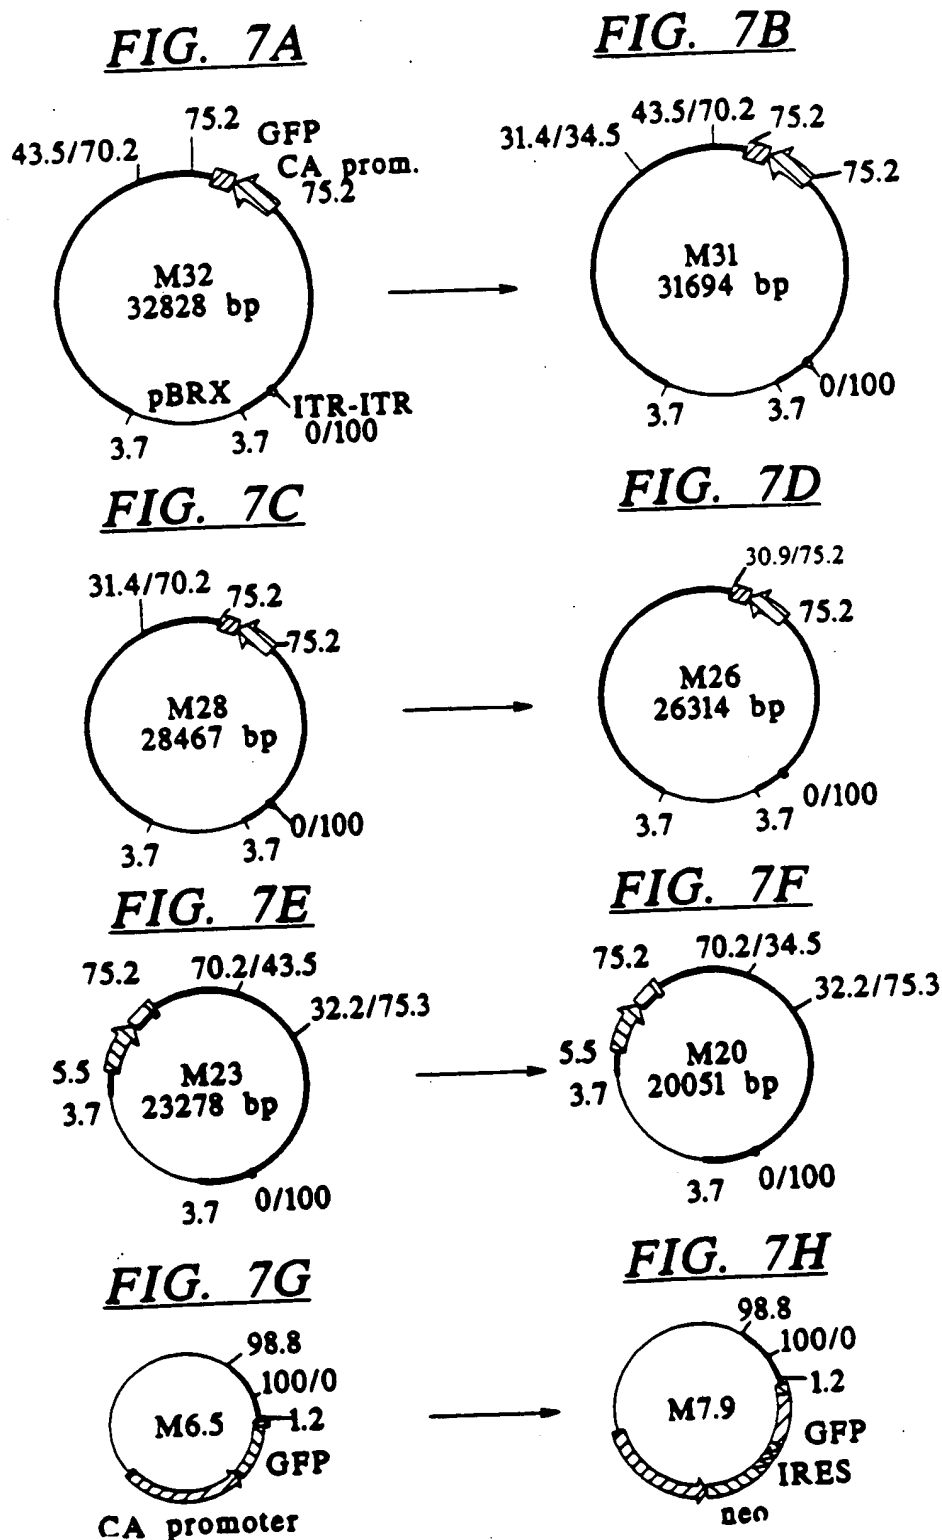 FIG. 7A
75.2
GFP
43.5/70.2
CA prom.
75.2
M32
32828 bp
pBRX
ITR-ITR
0/100
3.7
3.7
FIG. 7B
43.5/70.2
75.2
31.4/34.5
75.2
M31
31694 bp
0/100
3.7
3.7
FIG. 7C
31.4/70.2
75.2
75.2
M28
28467 bp
0/100
3.7
3.7
FIG. 7D
30.9/75.2
75.2
M26
26314 bp
0/100
3.7
3.7
FIG. 7E
75.2
70.2/43.5
32.2/75.3
5.5
M23
3.7
23278 bp
3.7
0/100
FIG. 7F
75.2
70.2/34.5
32.2/75.3
5.5
M20
3.7
20051 bp
3.7
0/100
FIG. 7G
98.8
100/0
M6.5
1.2
GFP
CA promoter
FIG. 7H
98.8
100/0
1.2
M7.9
GFP
IRES
neo